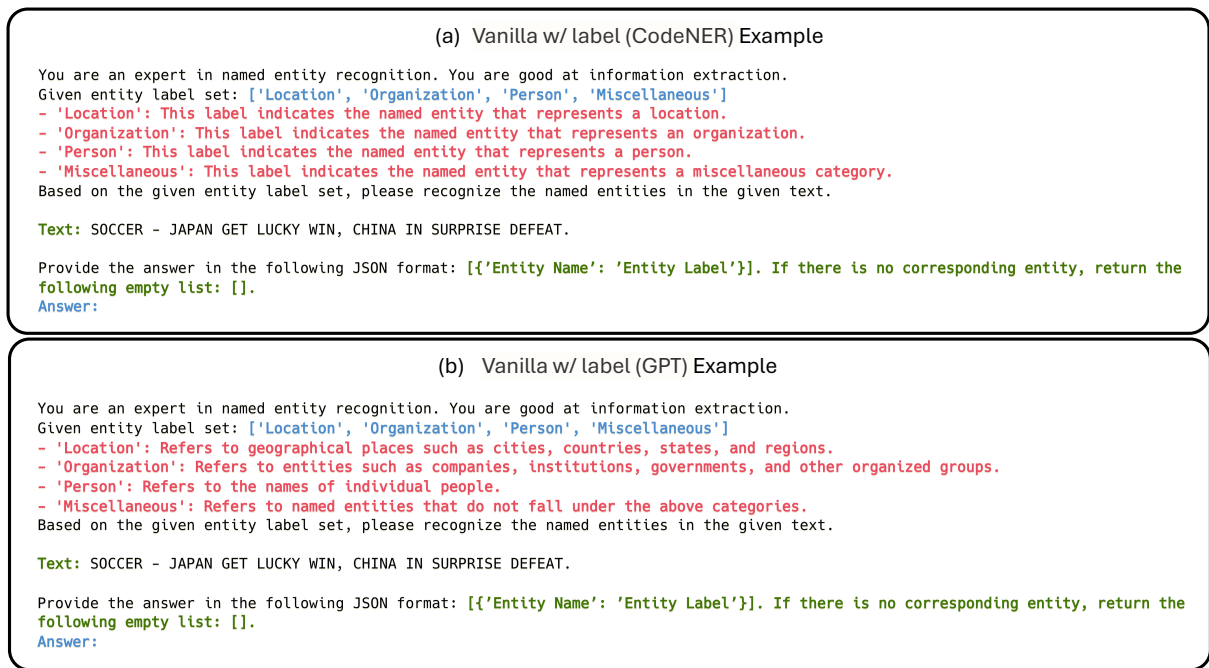 (a) Vanilla w/ label (CodeNER) Example
You are an expert in named entity recognition. You are good at information extraction.
Given entity label set: ['Location', 'Organization', 'Person', 'Miscellaneous']
- 'Location': This label indicates the named entity that represents a location.
- 'Organization': This label indicates the named entity that represents an organization.
- 'Person': This label indicates the named entity that represents a person.
- 'Miscellaneous': This label indicates the named entity that represents a miscellaneous category.
Based on the given entity label set, please recognize the named entities in the given text.
Text: SOCCER - JAPAN GET LUCKY WIN, CHINA IN SURPRISE DEFEAT.
Provide the answer in the following JSON format: [{’Entity Name’: ’Entity Label’}]. If there is no corresponding entity, return the
following empty list: [].
Answer:
(b) Vanilla w/ label (GPT) Example
You are an expert in named entity recognition. You are good at information extraction.
Given entity label set: ['Location', 'Organization', 'Person', 'Miscellaneous']
- 'Location': Refers to geographical places such as cities, countries, states, and regions.
- 'Organization': Refers to entities such as companies, institutions, governments, and other organized groups.
- 'Person': Refers to the names of individual people.
- 'Miscellaneous': Refers to named entities that do not fall under the above categories.
Based on the given entity label set, please recognize the named entities in the given text.
Text: SOCCER - JAPAN GET LUCKY WIN, CHINA IN SURPRISE DEFEAT.
Provide the answer in the following JSON format: [{’Entity Name’: ’Entity Label’}]. If there is no corresponding entity, return the
following empty list: [].
Answer: